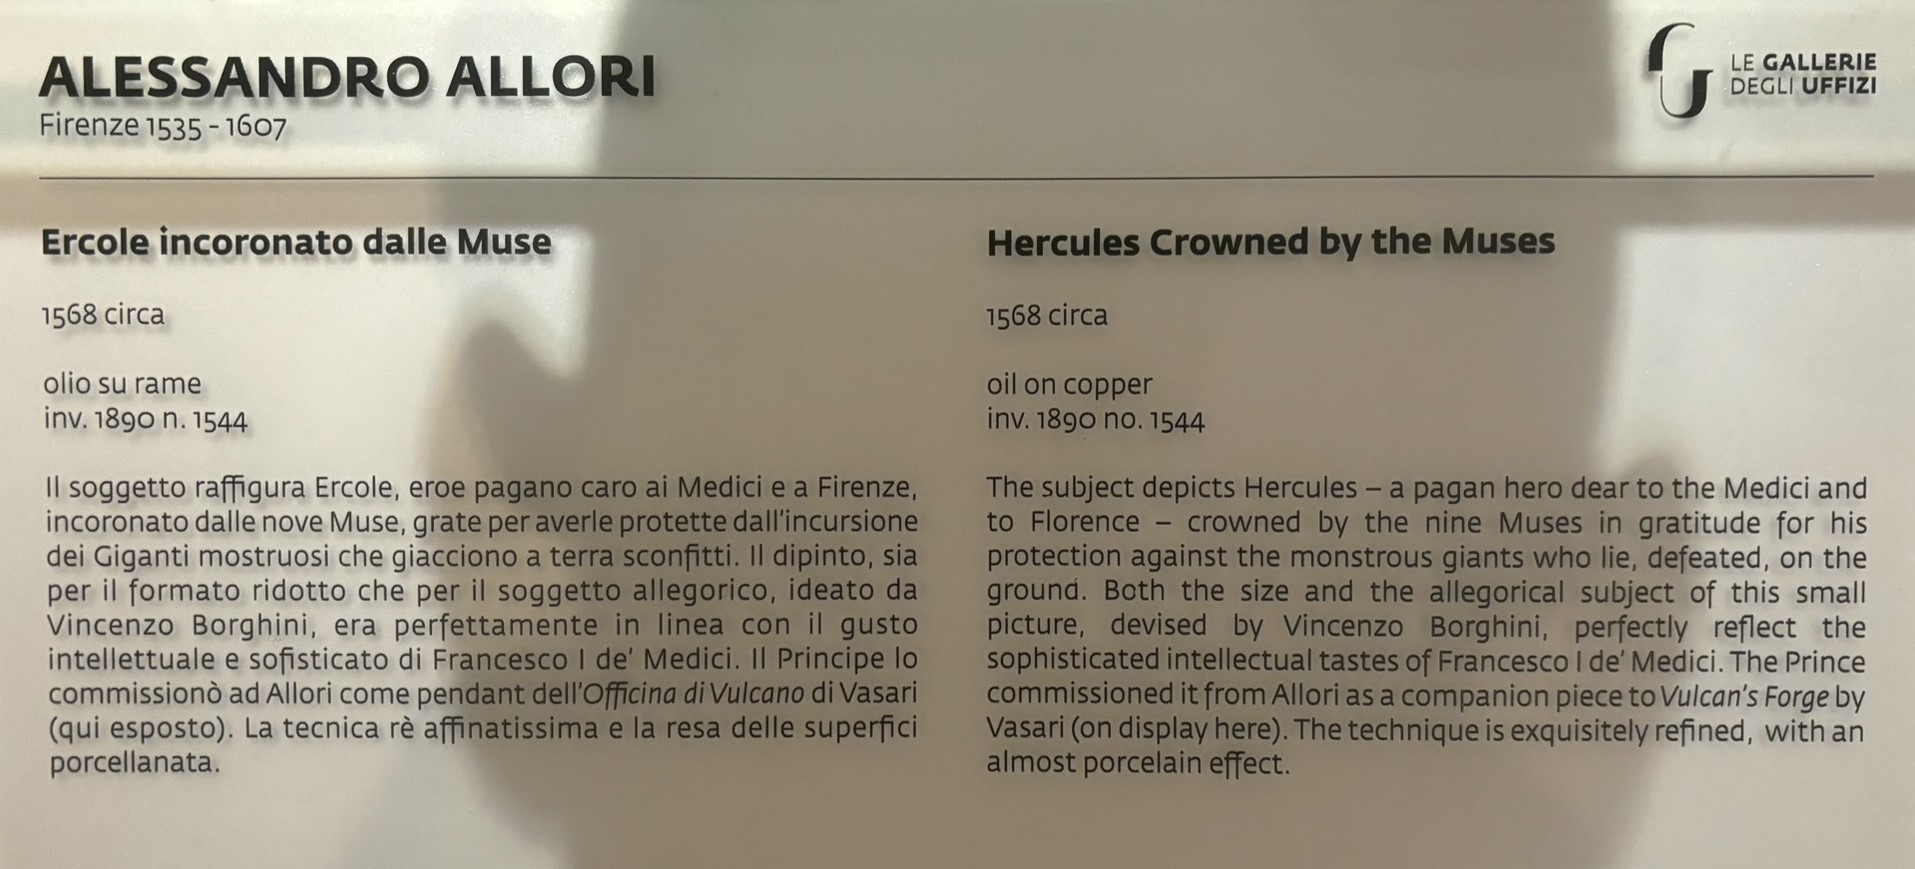 ALESSANDRO ALLORI
Firenze 1535 - 1607
LE GALLERIE
DEGLI UFFIZI
Ercole incoronato dalle Muse
1568 circa
olio su rame
inv. 1890 n. 1544
Il soggetto raffigura Ercole, eroe pagano caro ai Medici e a Firenze,
incoronato dalle nove Muse, grate per averle protette dall'incursione
dei Giganti mostruosi che giacciono a terra sconfitti. Il dipinto, sia
per il formato ridotto che per il soggetto allegorico, ideato da
Vincenzo Borghini, era perfettamente in linea con il gusto
intellettuale e sofisticato di Francesco I de' Medici. Il Principe lo
commissionò ad Allori come pendant dell'Officina di Vulcano di Vasari
(qui esposto). La tecnica rè affinatissima e la resa delle superfici
porcellanata.
Hercules Crowned by the Muses
1568 circa
oil on copper
inv. 1890 no. 1544
The subject depicts Hercules – a pagan hero dear to the Medici and
to Florence – crowned by the nine Muses in gratitude for his
protection against the monstrous giants who lie, defeated, on the
ground. Both the size and the allegorical subject of this small
picture, devised by Vincenzo Borghini, perfectly reflect the
sophisticated intellectual tastes of Francesco I de' Medici. The Prince
commissioned it from Allori as a companion piece to Vulcan's Forge by
Vasari (on display here). The technique is exquisitely refined, with an
almost porcelain effect.